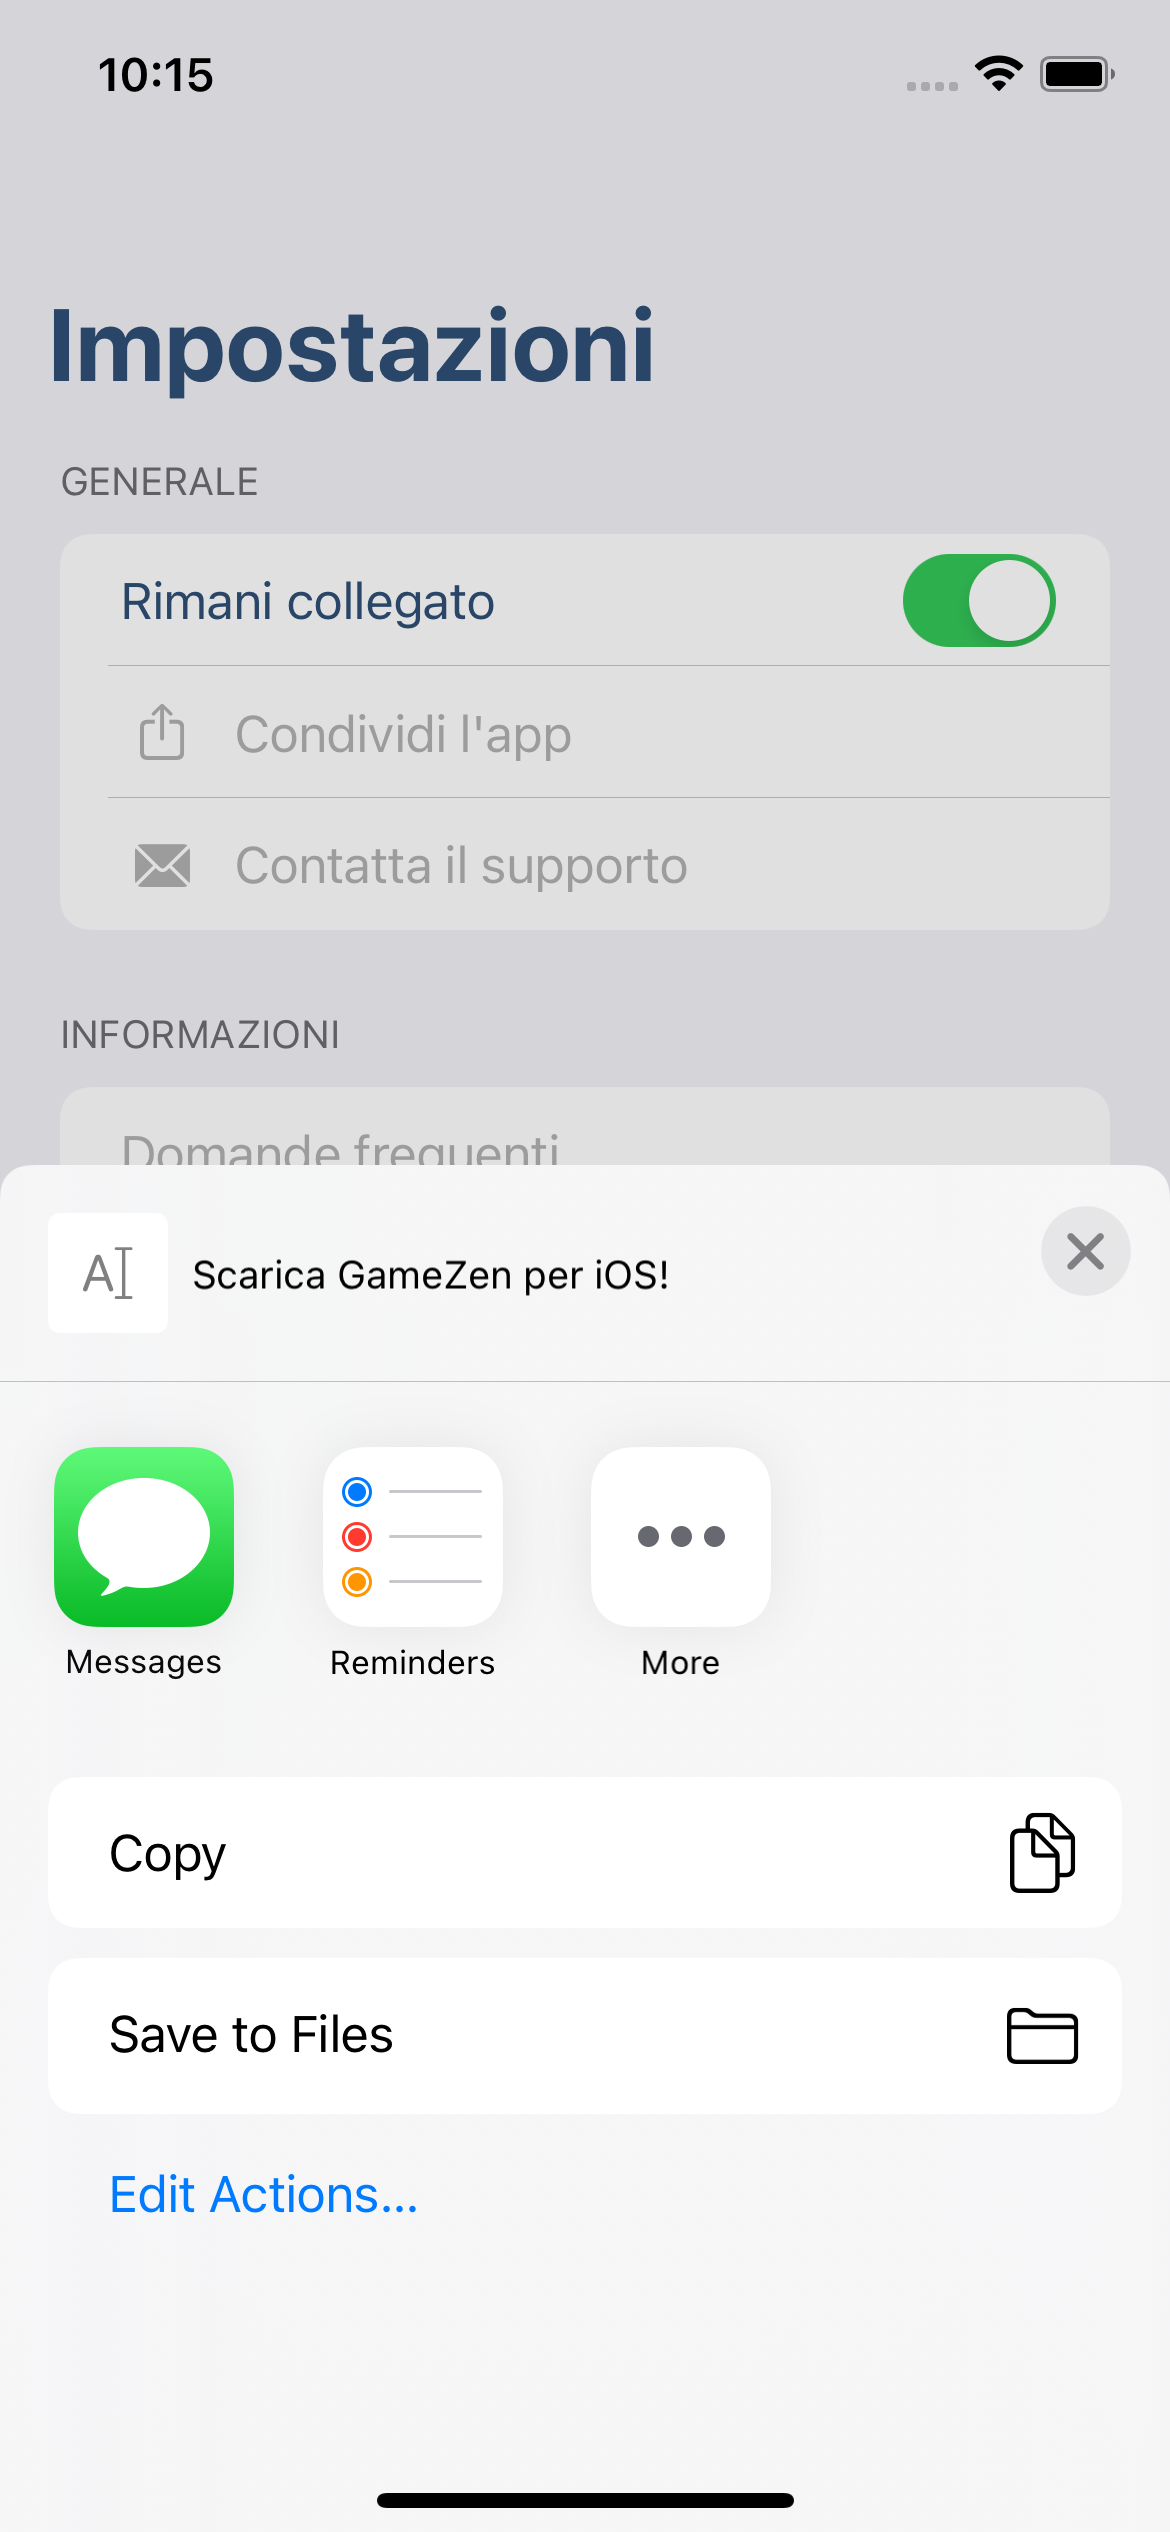 10:15
Impostazioni
GENERALE
Rimani collegato
Condividi l'app
Contatta il supporto
INFORMAZIONI
Domande frequenti
Scarica GameZen per iOS!
Messages
Reminders
More
Copy
Save to Files
Edit Actions...